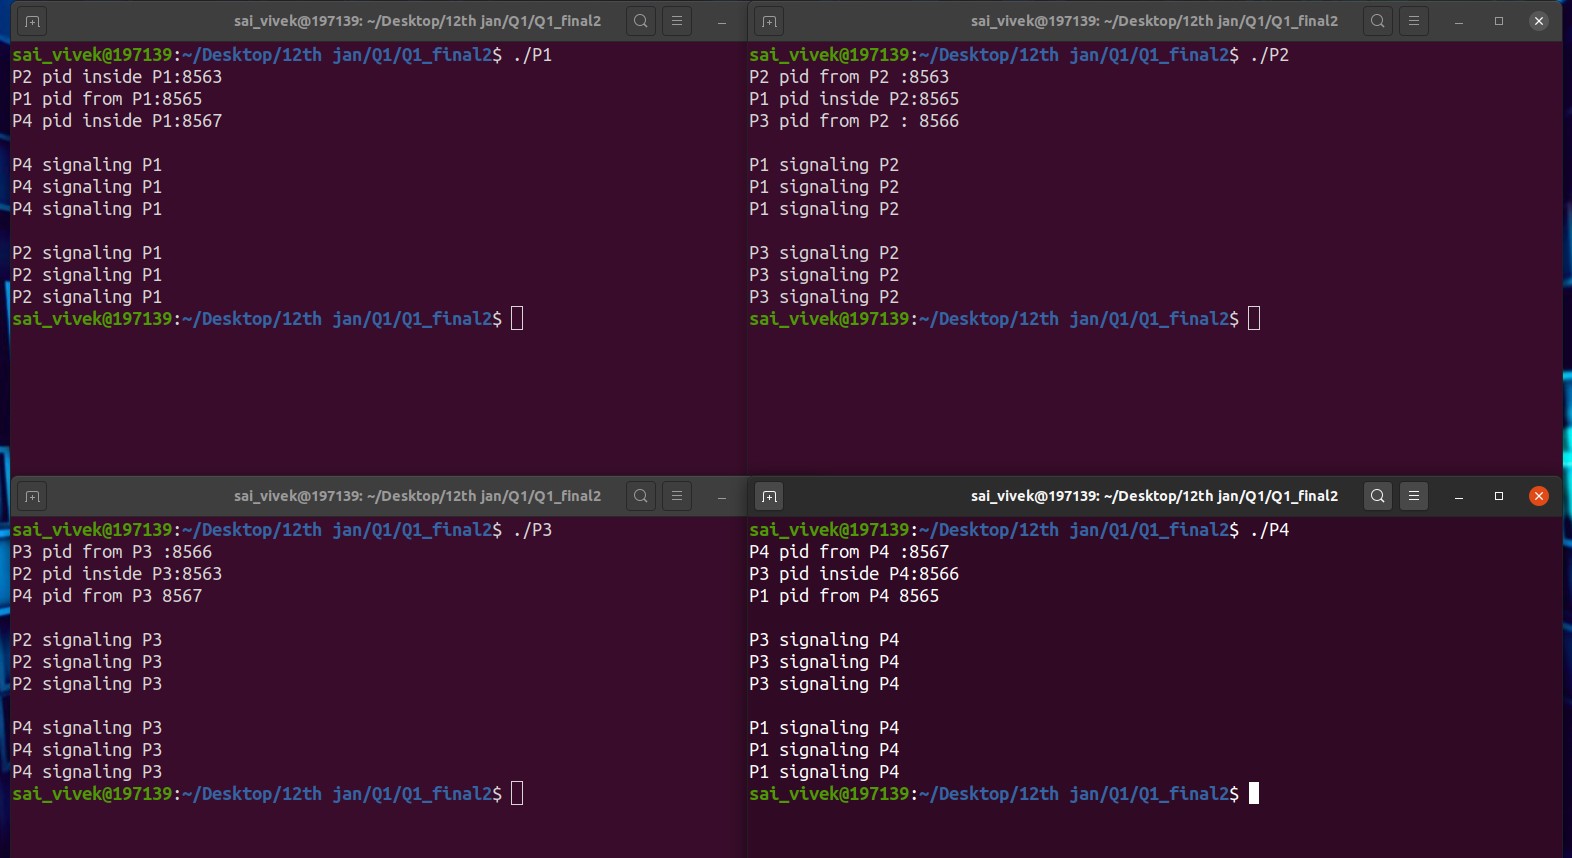 sai_vivek@197139: ~/Desktop/12th jan/Q1/Q1_final2
sai_vivek@197139:~/Desktop/12th jan/Q1/Q1_final2$ ./P1
P2 pid inside P1:8563
P1 pid from P1:8565
P4 pid inside P1:8567
P4 signaling P1
P4 signaling P1
P4 signaling P1
P2 signaling P1
P2 signaling P1
P2 signaling P1
sai_vivek@197139:~/Desktop/12th jan/Q1/Q1_final2$
sai_vivek@197139: ~/Desktop/12th jan/Q1/Q1_final2
sai_vivek@197139:~/Desktop/12th jan/Q1/Q1_final2$ ./P2
P2 pid from P2 :8563
P1 pid inside P2:8565
P3 pid from P2 : 8566
P1 signaling P2
P1 signaling P2
P1 signaling P2
P3 signaling P2
P3 signaling P2
P3 signaling P2
sai_vivek@197139:~/Desktop/12th jan/Q1/Q1_final2$
sai_vivek@197139: ~/Desktop/12th jan/Q1/Q1_final2
sai_vivek@197139:~/Desktop/12th jan/Q1/Q1_final2$ ./P3
P3 pid from P3 :8566
P2 pid inside P3:8563
P4 pid from P3 8567
P2 signaling P3
P2 signaling P3
P2 signaling P3
P4 signaling P3
P4 signaling P3
P4 signaling P3
sai_vivek@197139:~/Desktop/12th jan/Q1/Q1_final2$
sai_vivek@197139: ~/Desktop/12th jan/Q1/Q1_final2
sai_vivek@197139:~/Desktop/12th jan/Q1/Q1_final2$ ./P4
P4 pid from P4 :8567
P3 pid inside P4:8566
P1 pid from P4 8565
P3 signaling P4
P3 signaling P4
P3 signaling P4
P1 signaling P4
P1 signaling P4
P1 signaling P4
sai_vivek@197139:~/Desktop/12th jan/Q1/Q1_final2$